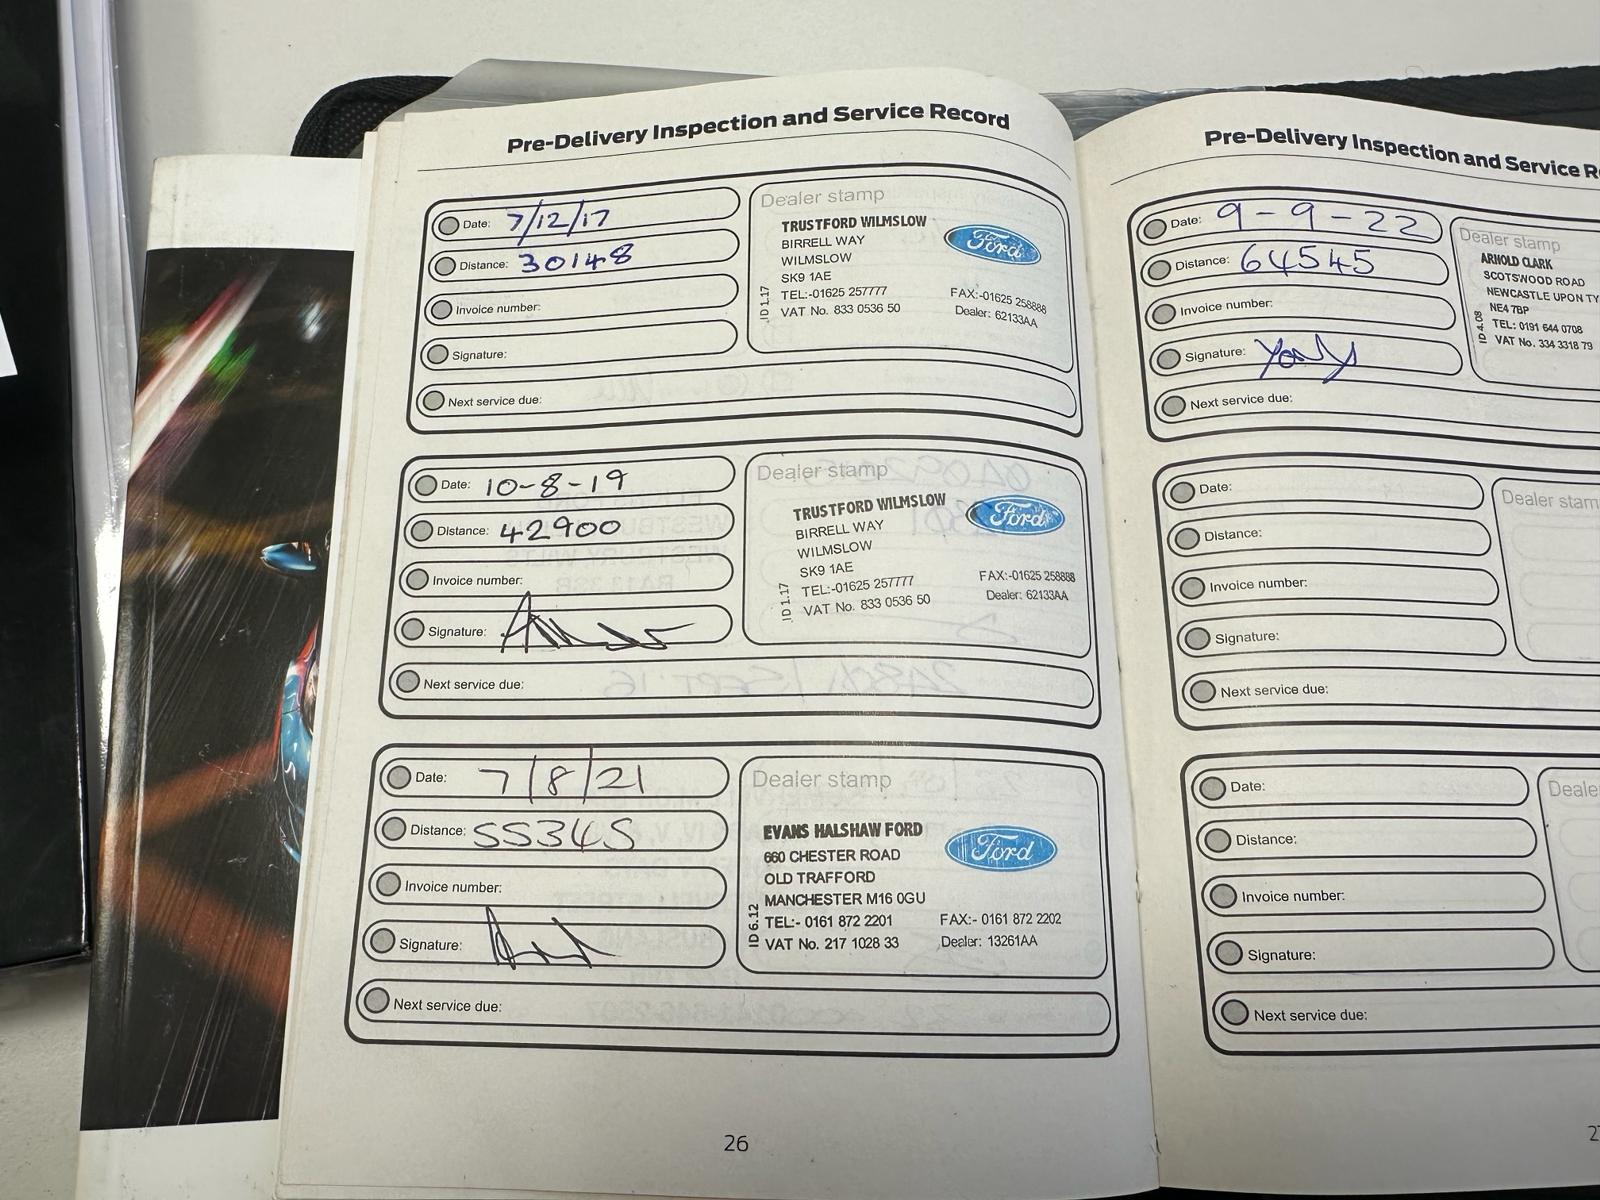 Pre-Delivery Inspection and Service Record
Date: 7/12/17
Distance: 30148
Invoice number:
Signature:
Next service due:
Dealer stamp
TRUSTFORD WILMSLOW
BIRRELL WAY
WILMSLOW
SK9 1AE
TEL:-01625 257777 FAX:-01625 258888
VAT No. 833 0536 50 Dealer: 62133AA
ID 1.17
Ford
Date: 10-8-19
Distance: 42900
Invoice number:
Signature:
Next service due:
Dealer stamp
TRUSTFORD WILMSLOW
BIRRELL WAY
WILMSLOW
SK9 1AE
TEL:-01625 257777 FAX:-01625 258888
VAT No. 833 0536 50 Dealer: 62133AA
ID 1.17
Ford
Date: 7/8/21
Distance: 55345
Invoice number:
Signature:
Next service due:
Dealer stamp
EVANS HALSHAW FORD
660 CHESTER ROAD
OLD TRAFFORD
MANCHESTER M16 0GU
TEL:- 0161 872 2201 FAX:- 0161 872 2202
VAT No. 217 1028 33 Dealer: 13261AA
ID 6.12
Ford
26
Pre-Delivery Inspection and Service
Date: 9-9-22
Distance: 64545
Invoice number:
Signature:
Next service due:
Dealer stamp
ARNOLD CLARK
SCOTSWOOD ROAD
NEWCASTLE UPON TY
NE4 7BP
TEL: 0191 644 0708
VAT No. 334 3318 79
ID 4.08
Date:
Distance:
Invoice number:
Signature:
Next service due:
Dealer stam
Date:
Distance:
Invoice number:
Signature:
Next service due:
Deale